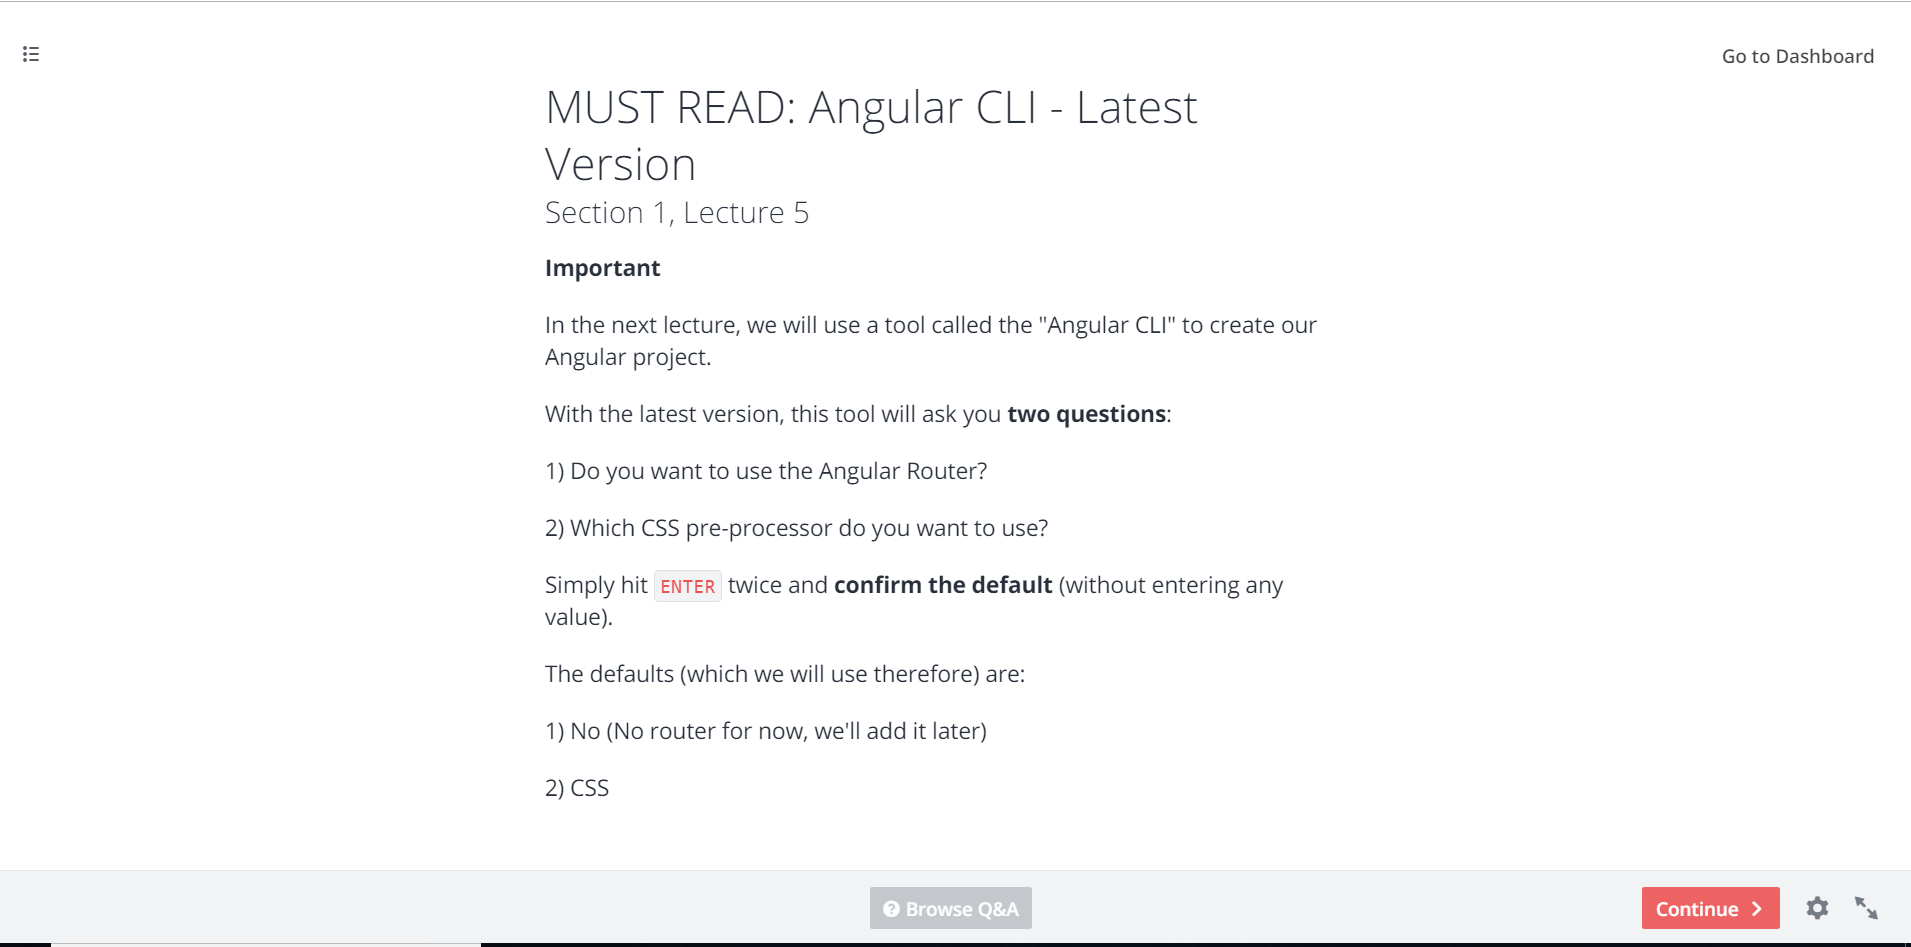 Go to Dashboard
MUST READ: Angular CLI - Latest
Version
Section 1, Lecture 5
Important
In the next lecture, we will use a tool called the "Angular CLI" to create our
Angular project.
With the latest version, this tool will ask you two questions:
1) Do you want to use the Angular Router?
2) Which CSS pre-processor do you want to use?
Simply hit ENTER twice and confirm the default (without entering any
value).
The defaults (which we will use therefore) are:
1) No (No router for now, we'll add it later)
2) CSS
Browse Q&A
Continue